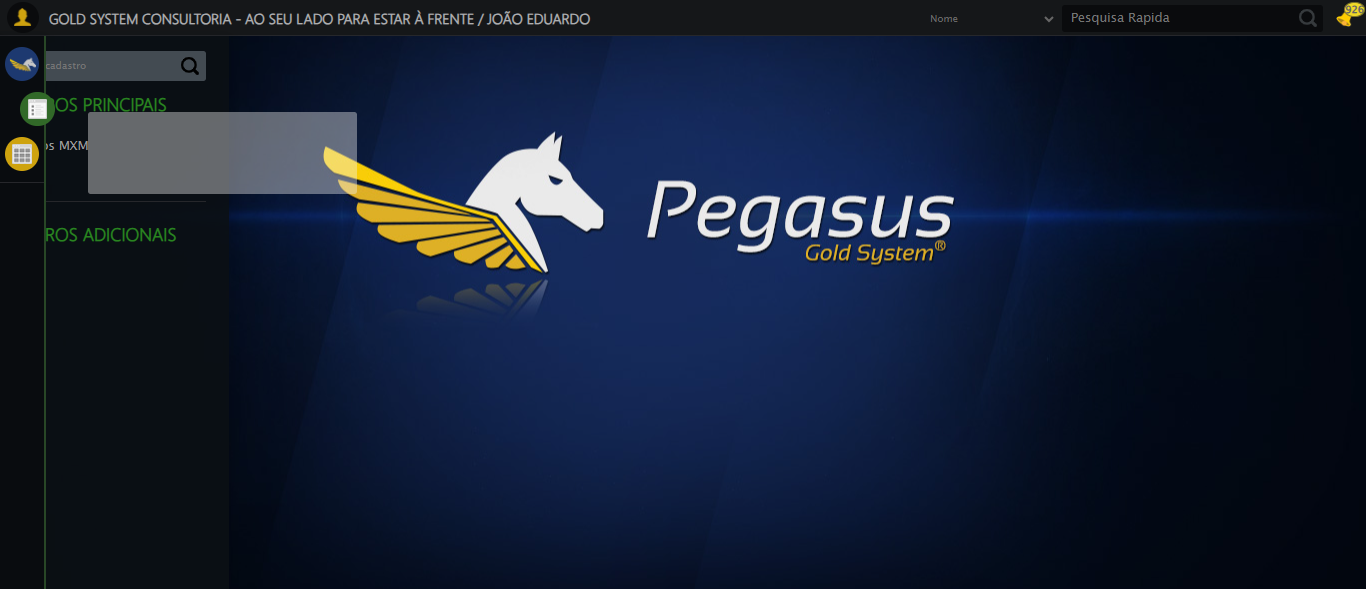 GOLD SYSTEM CONSULTORIA - AO SEU LADO PARA ESTAR À FRENTE / JOÃO EDUARDO
Nome
Pesquisa Rapida
926
cadastro
OS PRINCIPAIS
os MXM
ROS ADICIONAIS
Pegasus
Gold System®